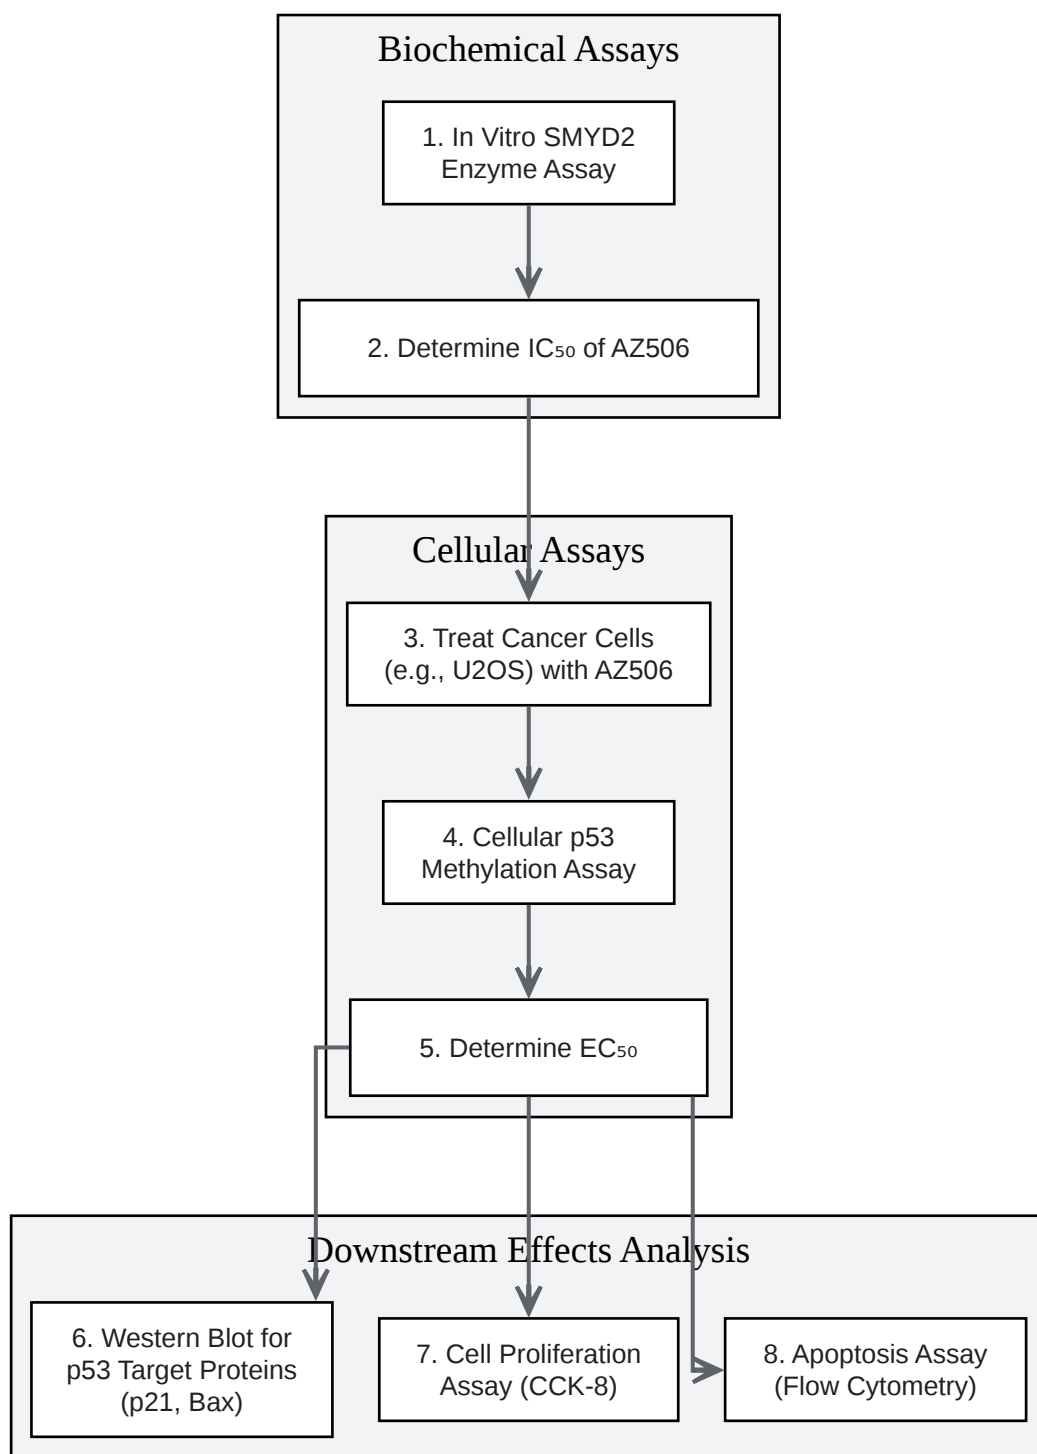 Biochemical Assays
1. In Vitro SMYD2
Enzyme Assay
2. Determine IC₅₀ of AZ506
Cellular Assays
3. Treat Cancer Cells
(e.g., U2OS) with AZ506
4. Cellular p53
Methylation Assay
5. Determine EC₅₀
Downstream Effects Analysis
6. Western Blot for
p53 Target Proteins
(p21, Bax)
7. Cell Proliferation
Assay (CCK-8)
8. Apoptosis Assay
(Flow Cytometry)